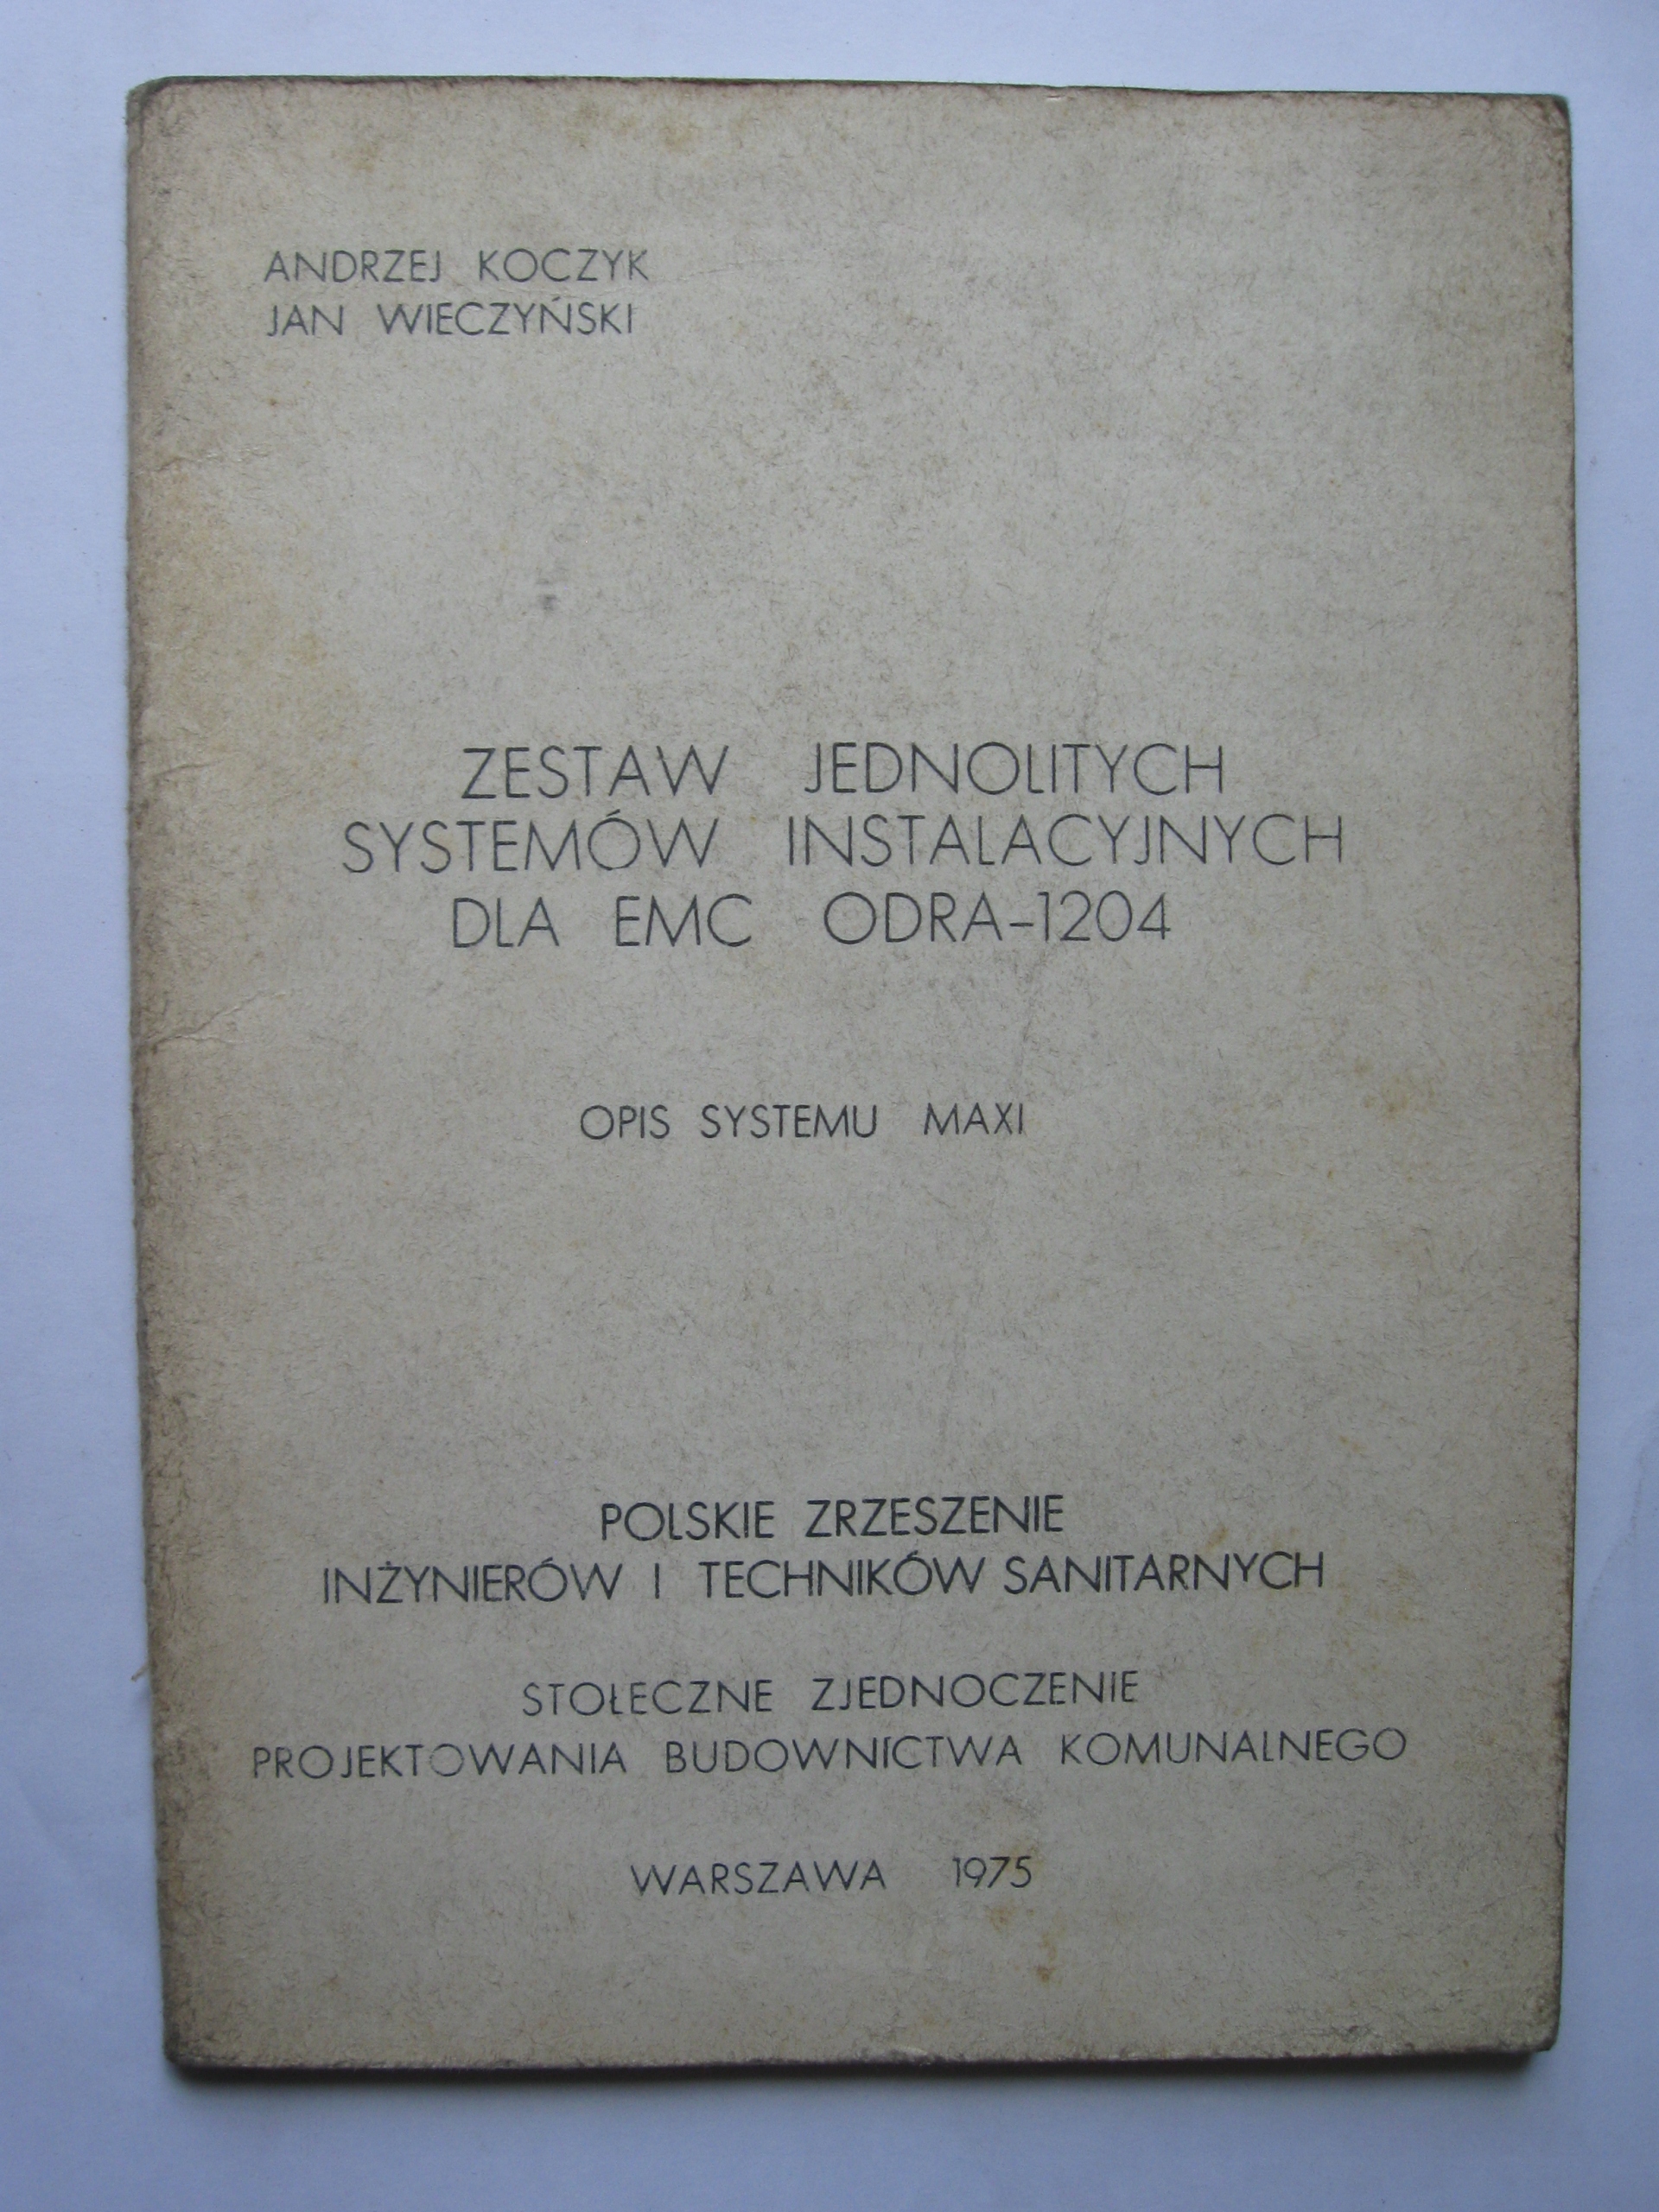 ANDRZEJ KOCZYK
JAN WIECZYŃSKI
ZESTAW JEDNOLITYCH
SYSTEMÓW INSTALACYJNYCH
DLA EMC ODRA-1204
OPIS SYSTEMU MAXI
POLSKIE ZRZESZENIE
INŻYNIERÓW I TECHNIKÓW SANITARNYCH
STOŁECZNE ZJEDNOCZENIE
PROJEKTOWANIA BUDOWNICTWA KOMUNALNEGO
WARSZAWA 1975